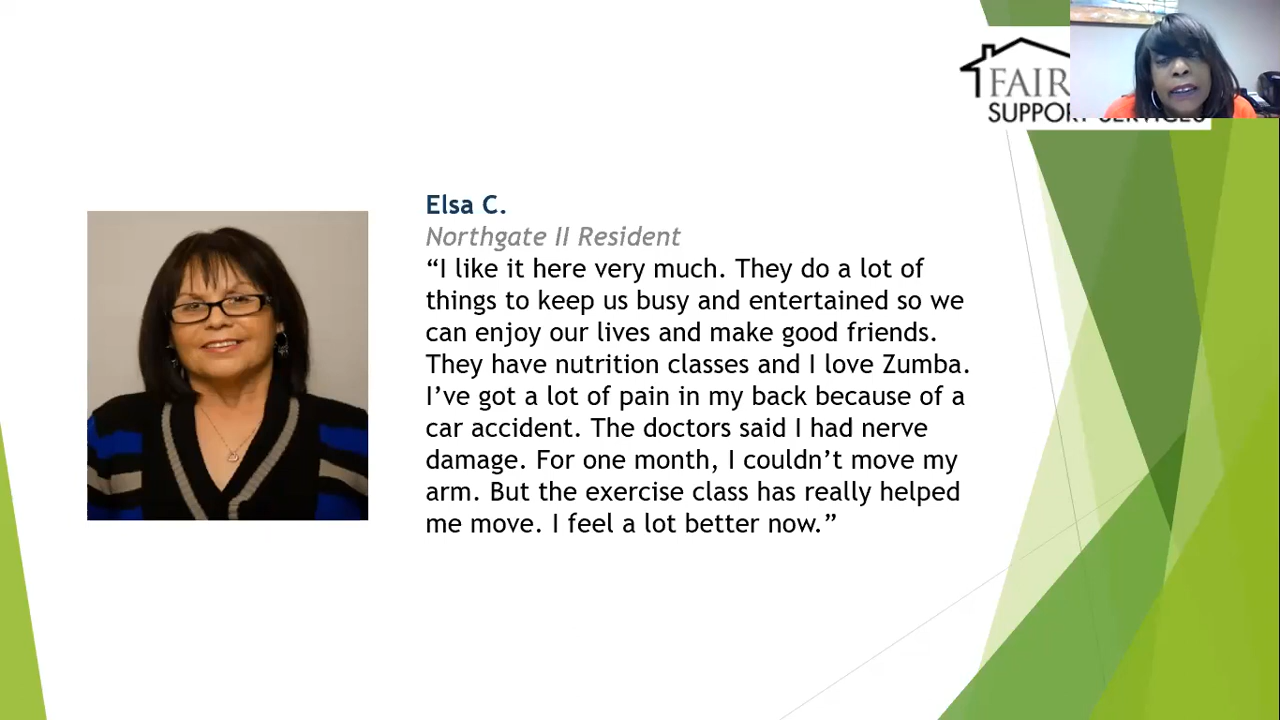 FAIR
SUPPORT SERVICES
Elsa C.
Northgate II Resident
“I like it here very much. They do a lot of
things to keep us busy and entertained so we
can enjoy our lives and make good friends.
They have nutrition classes and I love Zumba.
I’ve got a lot of pain in my back because of a
car accident. The doctors said I had nerve
damage. For one month, I couldn’t move my
arm. But the exercise class has really helped
me move. I feel a lot better now.”